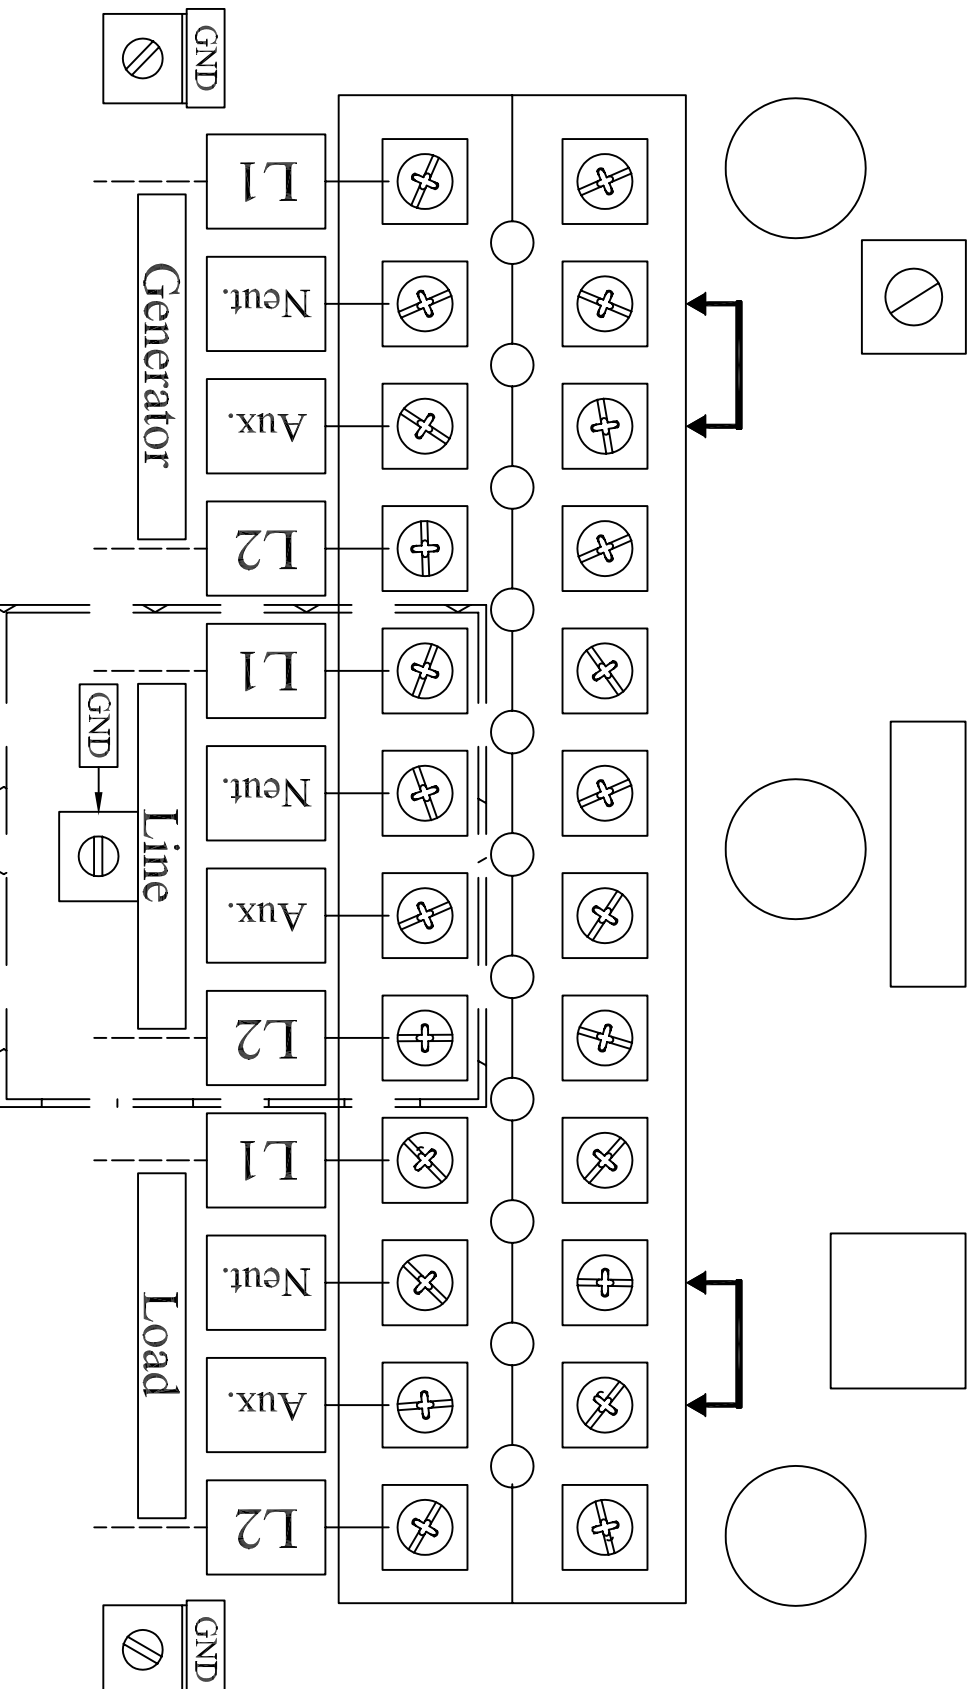 GND
L1
Neut.
Aux.
L2
Generator
L1
Neut.
Aux.
L2
GND
Line
L1
Neut.
Aux.
L2
Load
GND